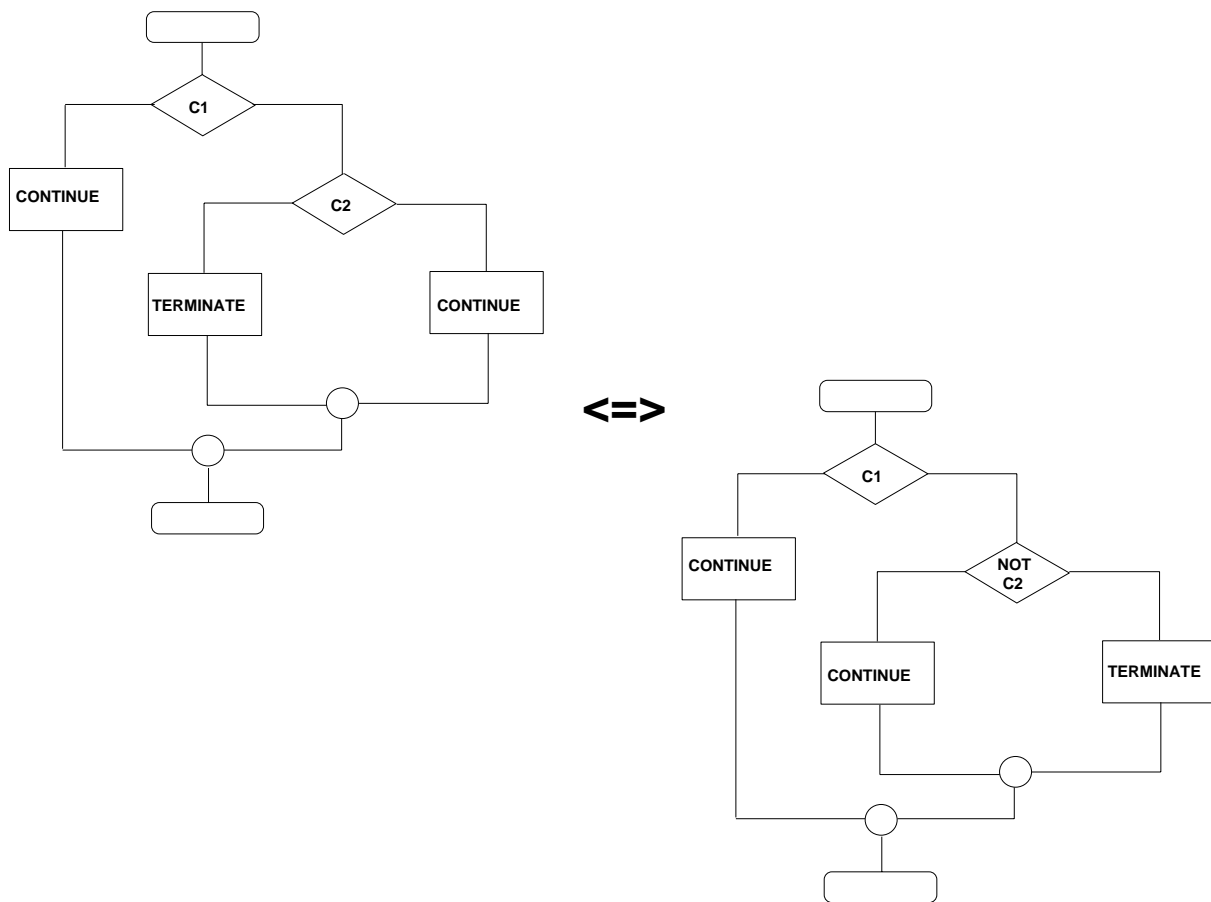 C1
CONTINUE
C2
TERMINATE
CONTINUE
<=>
C1
CONTINUE
NOT
C2
CONTINUE
TERMINATE